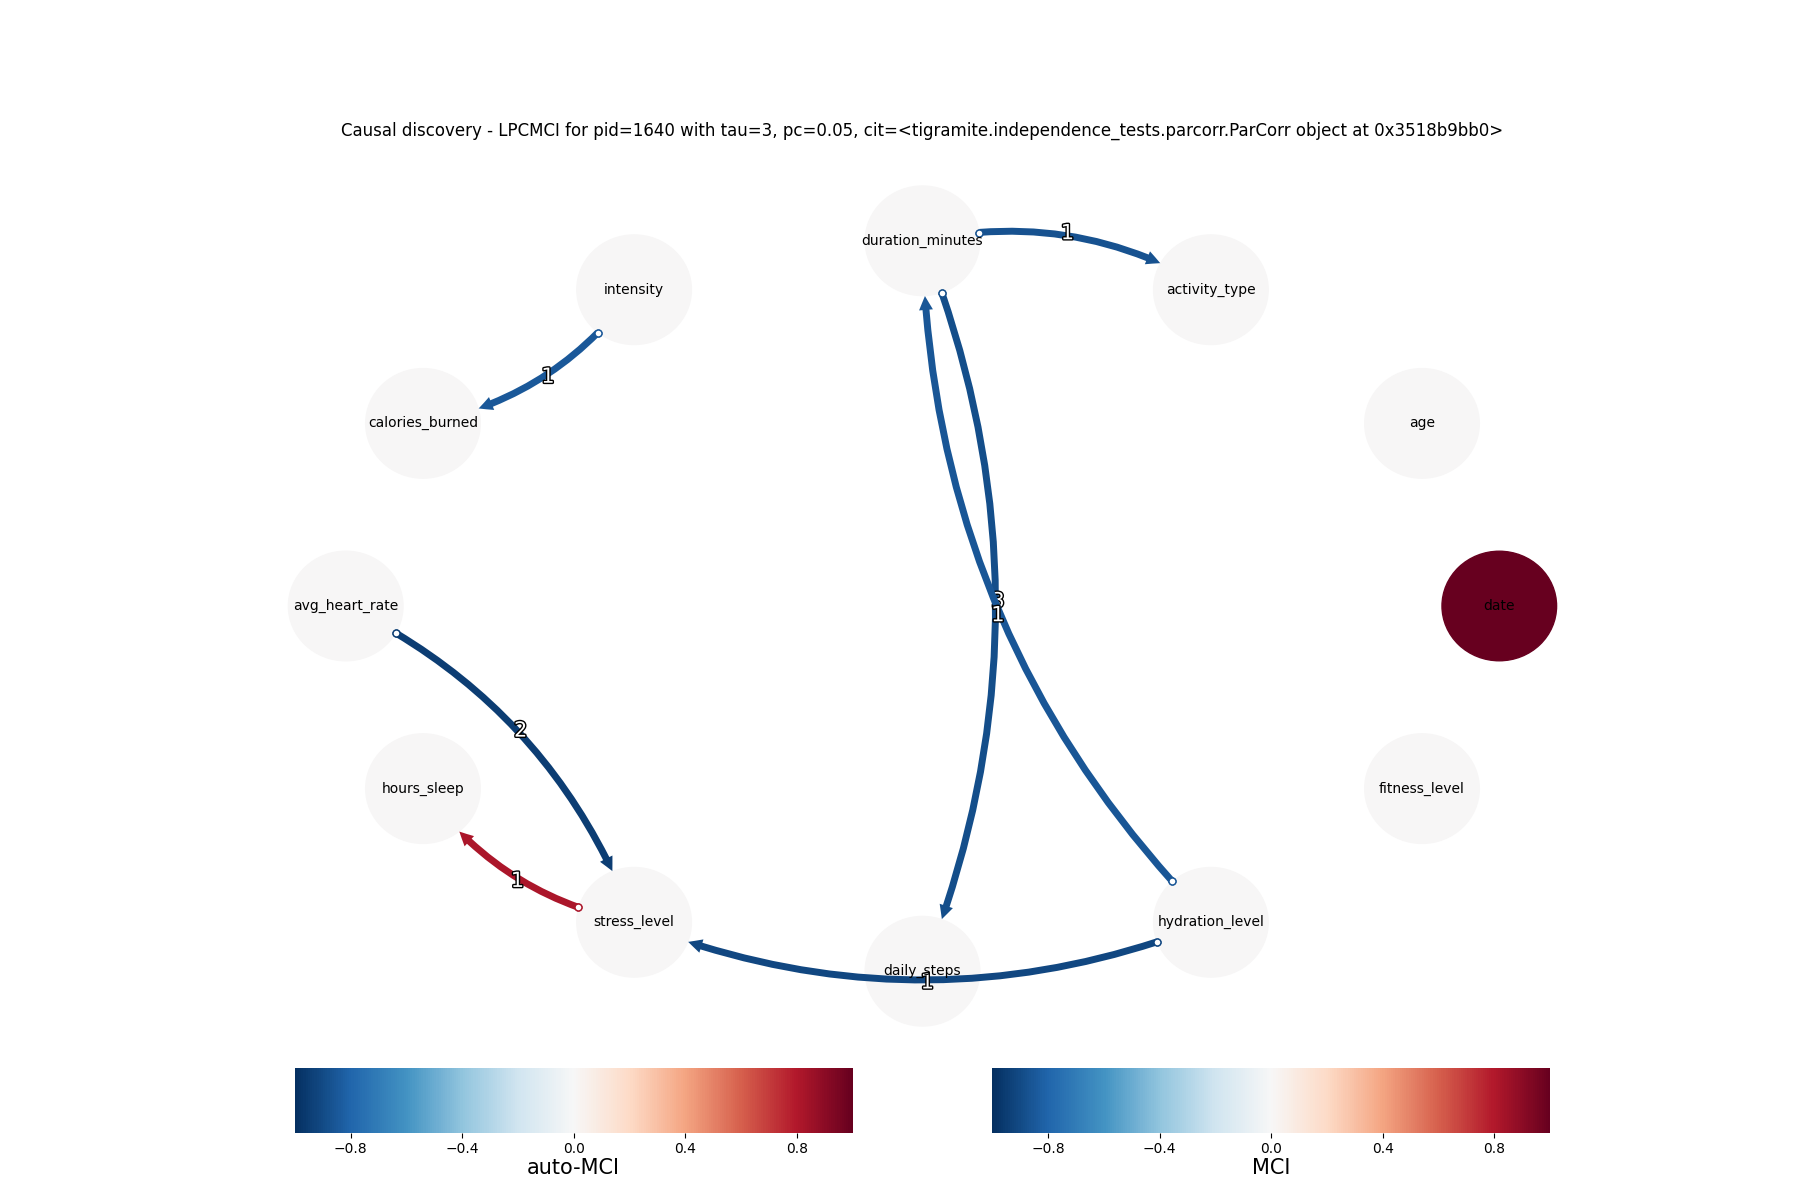 Causal discovery - LPCMCI for pid=1640 with tau=3, pc=0.05, cit=<tigramite.independence_tests.parcorr.ParCorr object at 0x3518b9bb0>
duration_minutes
1
intensity
activity_type
1
calories_burned
age
avg_heart_rate
3
1
date
2
hours_sleep
fitness_level
1
stress_level
hydration_level
daily_steps
1
−0.8 −0.4 0.0 0.4 0.8
auto-MCI
−0.8 −0.4 0.0 0.4 0.8
MCI